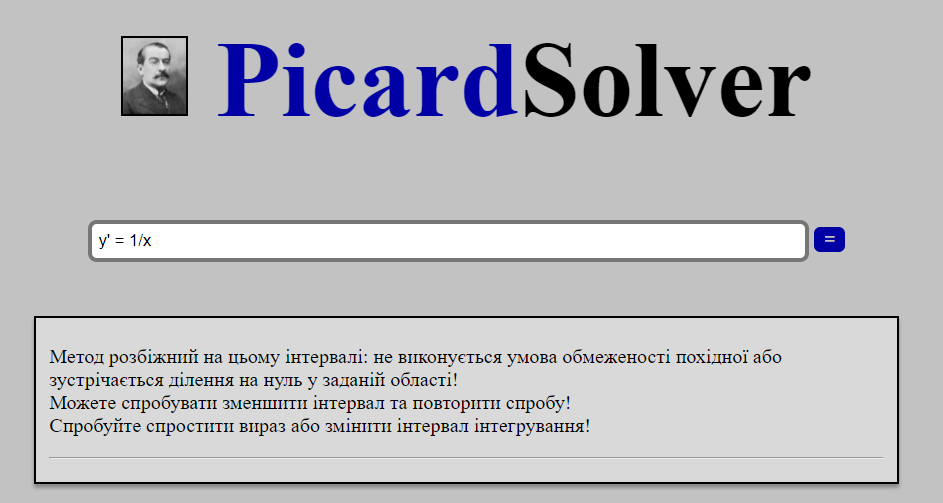 PicardSolver
y' = 1/x
=
Метод розбіжний на цьому інтервалі: не виконується умова обмеженості похідної або
зустрічається ділення на нуль у заданій області!
Можете спробувати зменшити інтервал та повторити спробу!
Спробуйте спростити вираз або змінити інтервал інтегрування!